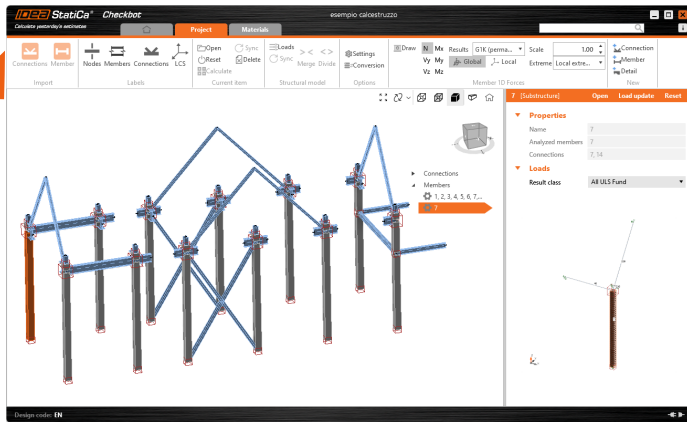 IDEA StatiCa® Checkbot
esempio calcestruzzo
Calculate yesterday's estimates
Project Materials
Connections Member
Import
Nodes Members Connections LCS
Labels
Open Sync
Reset Delete
Calculate
Current item
Loads
Sync Merge Divide
Structural model
Settings
Conversion
Options
Draw N Mx Results G1K (perma... Scale 1,00
Vy My Global Local Extreme Local extre...
Vz Mz
Member 1D Forces
Connection
Member
Detail
New
7 [Substructure] Open Load update Reset
Properties
Name 7
Analyzed members 7
Connections 7, 14
Loads
Result class All ULS Fund
Connections
Members
1, 2, 3, 4, 5, 6, 7,...
7
Design code: EN